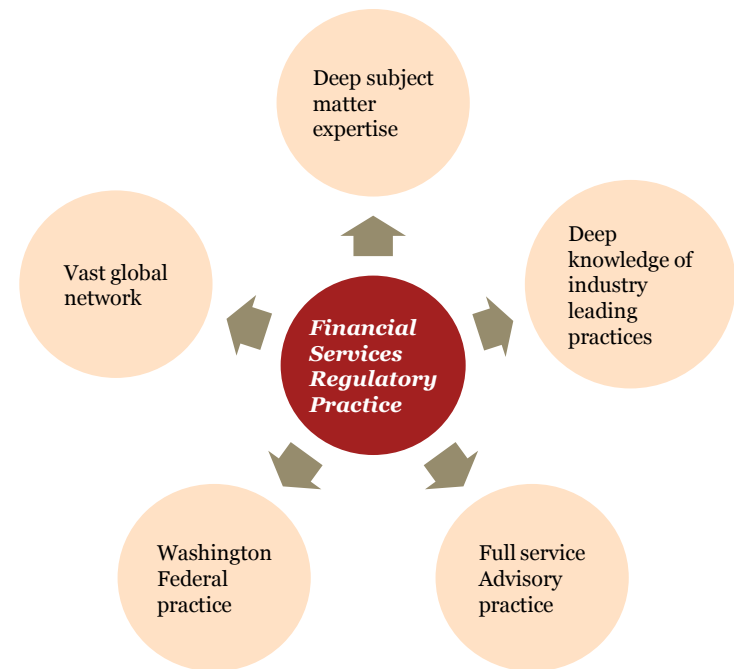 Deep subject
matter
expertise
Deep
knowledge of
industry
leading
practices
Vast global
network
Financial
Services
Regulatory
Practice
Washington
Federal
practice
Full service
Advisory
practice